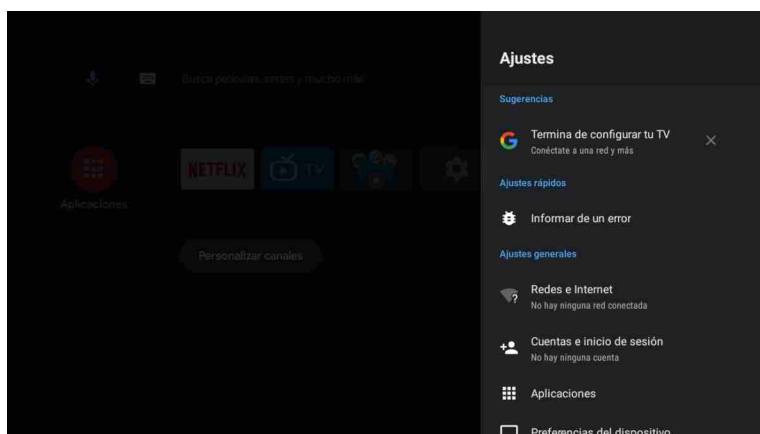 Busca películas, series y mucho más
NETFLIX
TV
Aplicaciones
Personalizar canales
Ajustes
Sugerencias
Termina de configurar tu TV
Conéctate a una red y más
Ajustes rápidos
Informar de un error
Ajustes generales
Redes e Internet
No hay ninguna red conectada
Cuentas e inicio de sesión
No hay ninguna cuenta
Aplicaciones
Preferencias del dispositivo